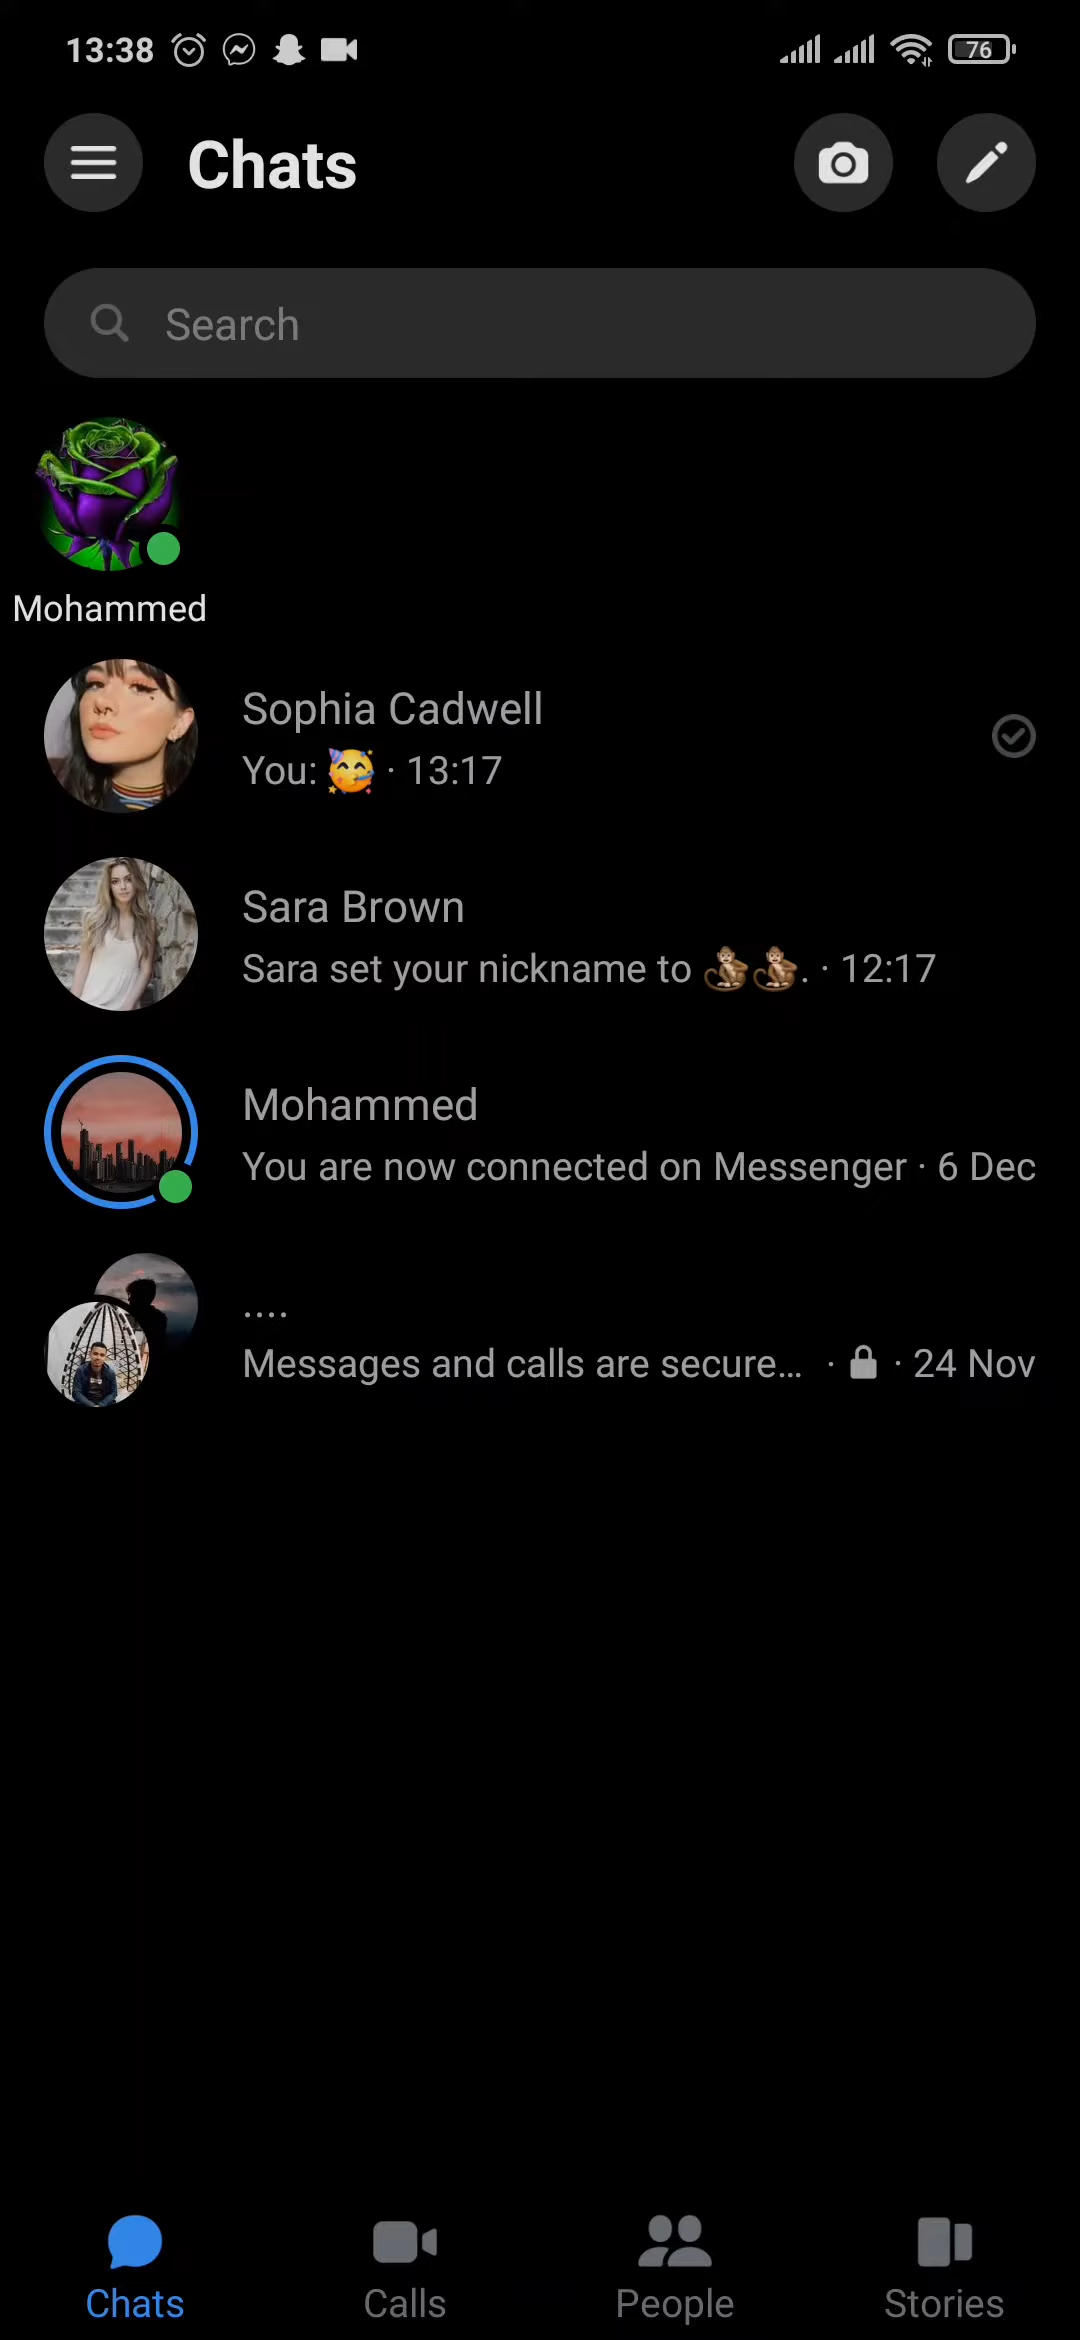 13:38
76
Chats
Search
Mohammed
Sophia Cadwell
You: 🥳 · 13:17
Sara Brown
Sara set your nickname to 🐒🐒. · 12:17
Mohammed
You are now connected on Messenger · 6 Dec
....
Messages and calls are secure... · 🔒 · 24 Nov
Chats
Calls
People
Stories